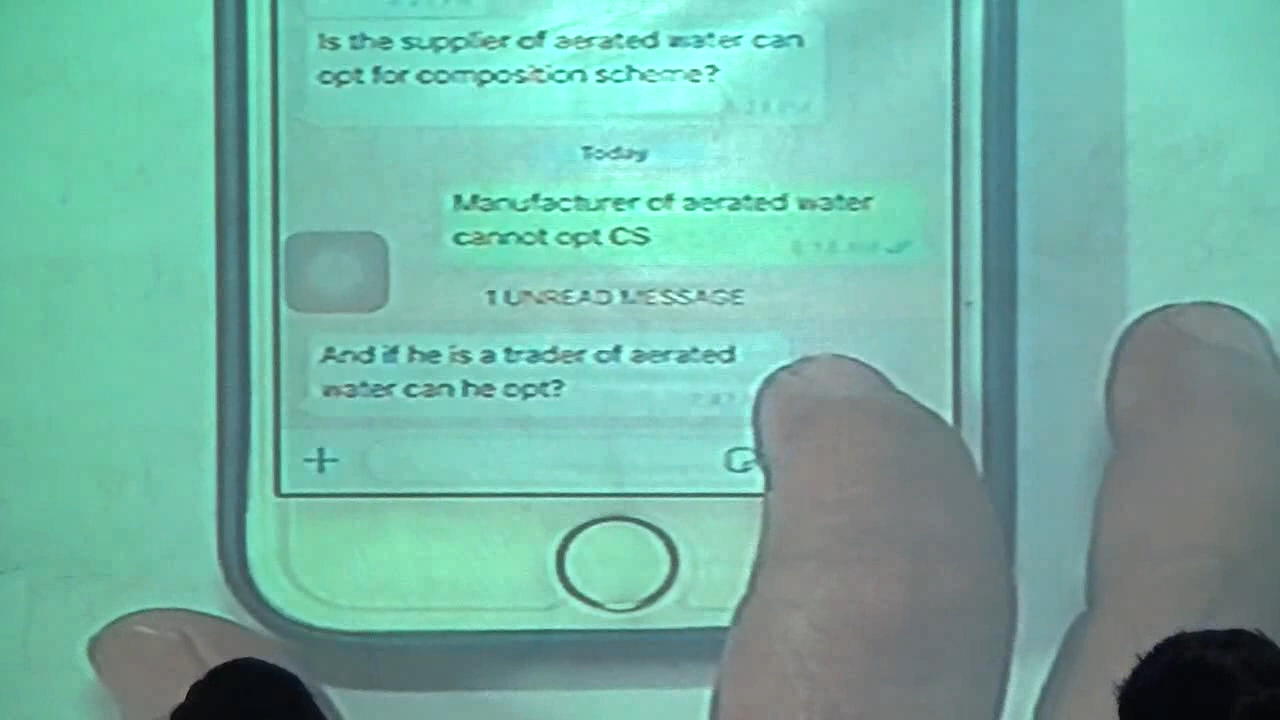 Is the supplier of aerated water can
opt for composition scheme?
Today
Manufacturer of aerated water
cannot opt CS
1 UNREAD MESSAGE
And if he is a trader of aerated
water can he opt?